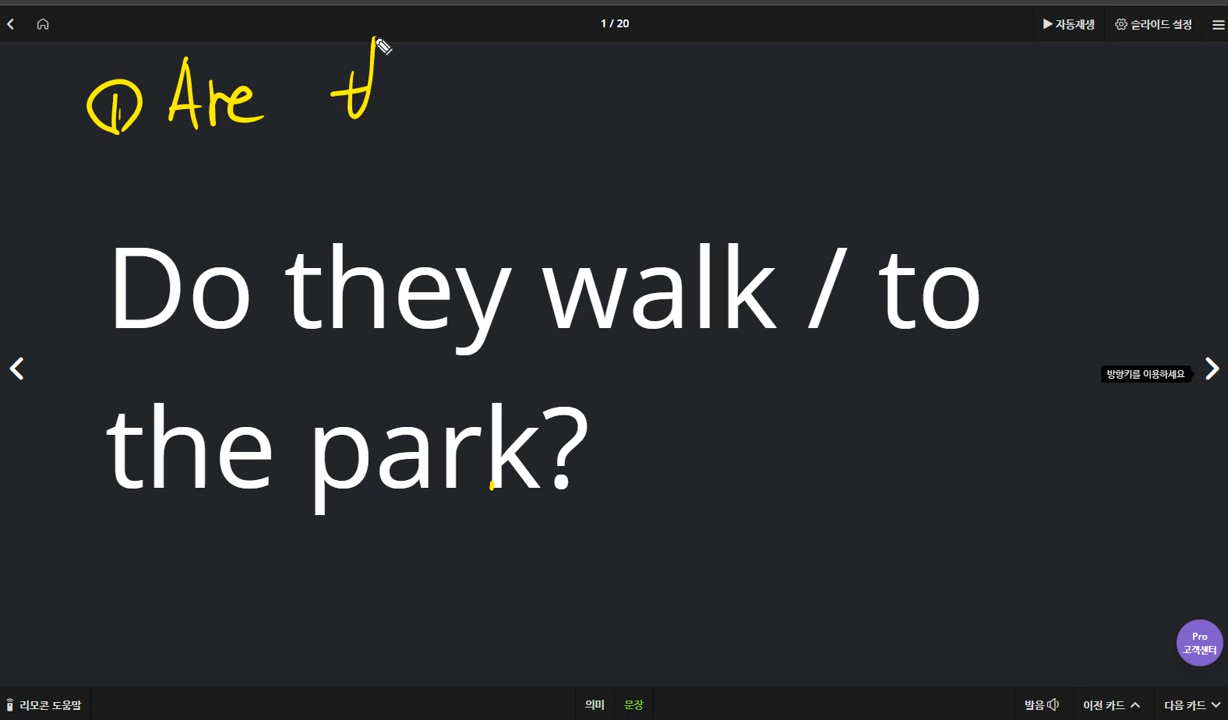 1 / 20
자동재생
슬라이드 설정
① Are
Do they walk / to
the park?
방향키를 이용하세요
Pro
고객센터
리모콘 도움말
의미
문장
발음
이전 카드
다음 카드